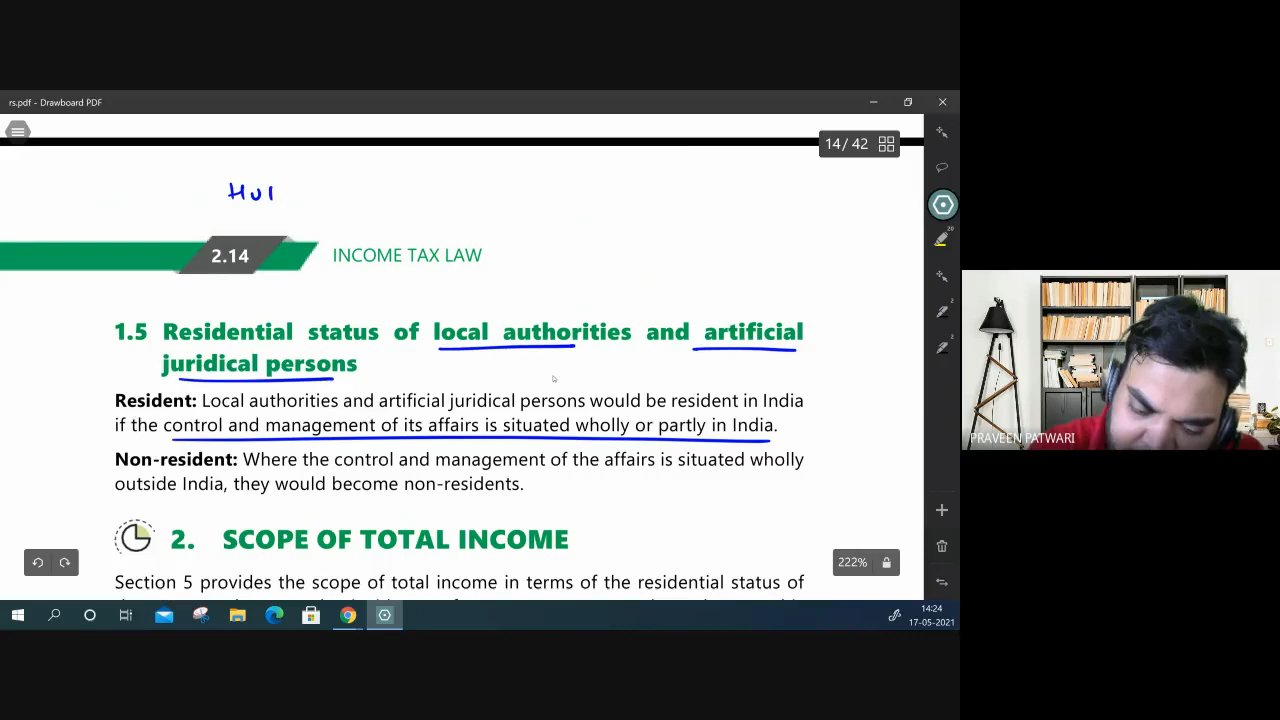 rs.pdf - Drawboard PDF
14 / 42
HUF
2.14 INCOME TAX LAW
1.5 Residential status of local authorities and artificial
juridical persons
Resident: Local authorities and artificial juridical persons would be resident in India
if the control and management of its affairs is situated wholly or partly in India.
Non-resident: Where the control and management of the affairs is situated wholly
outside India, they would become non-residents.
2. SCOPE OF TOTAL INCOME
Section 5 provides the scope of total income in terms of the residential status of
222%
20
2
2
PRAVEEN PATWARI
14:24
17-05-2021